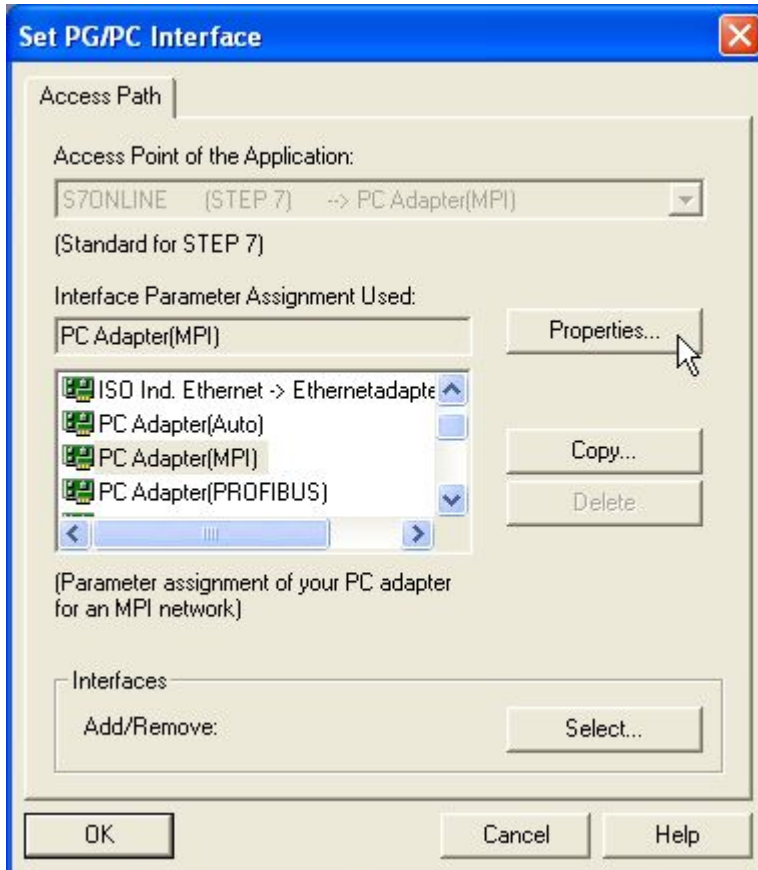 Set PG/PC Interface
Access Path
Access Point of the Application:
S7ONLINE (STEP 7) --> PC Adapter(MPI)
(Standard for STEP 7)
Interface Parameter Assignment Used:
PC Adapter(MPI)
Properties...
ISO Ind. Ethernet -> Ethernetadapte
PC Adapter(Auto)
PC Adapter(MPI)
Copy...
PC Adapter(PROFIBUS)
Delete
(Parameter assignment of your PC adapter
for an MPI network)
Interfaces
Add/Remove:
Select...
OK
Cancel
Help